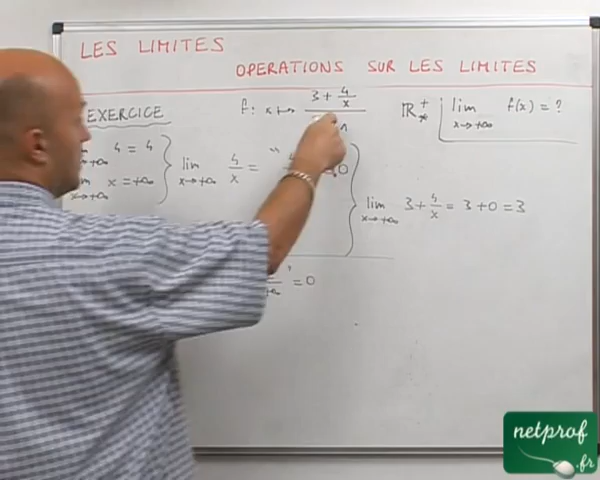 LES LIMITES
OPERATIONS SUR LES LIMITES
EXERCICE
f: x ↦ 3 + 4/x
ℝ*+ lim x→+∞ f(x) = ?
4 = 4
lim x→+∞ x = +∞
lim x→+∞ 4/x =
0
lim x→+∞ 3 + 4/x = 3 + 0 = 3
= 0
netprof
.fr